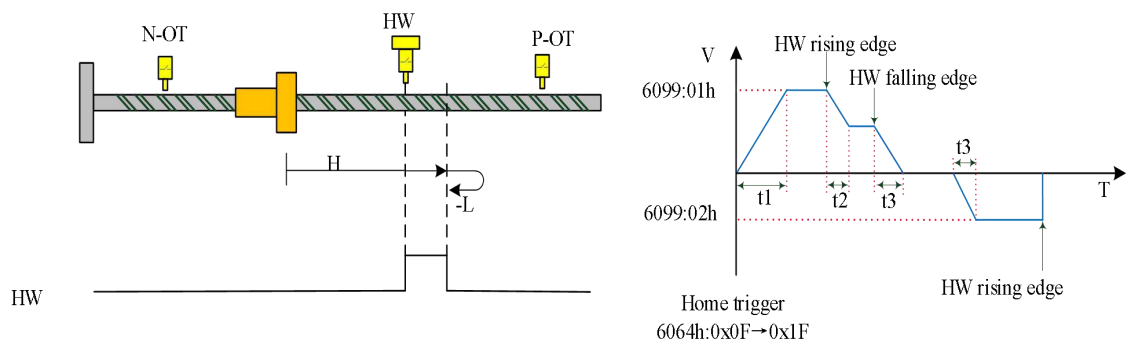 N-OT
HW
P-OT
H
-L
HW
V
HW rising edge
6099:01h
HW falling edge
t3
t1
t2
t3
T
6099:02h
HW rising edge
Home trigger
6064h:0x0F→0x1F